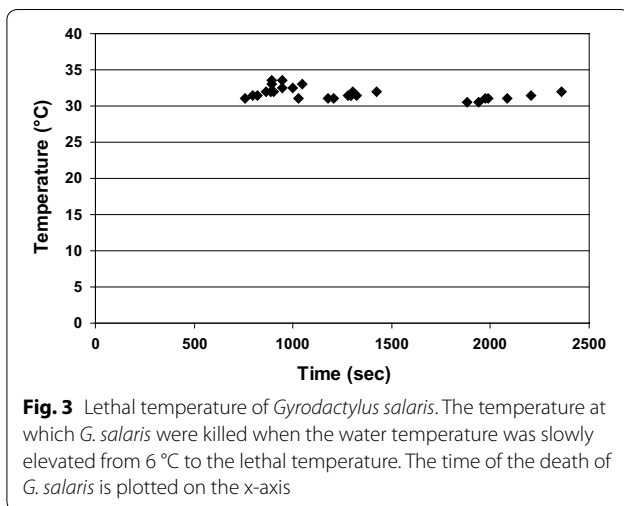 40
35
30
25
20
15
10
5
0
Temperature (°C)
0 500 1000 1500 2000 2500
Time (sec)
Fig. 3 Lethal temperature of Gyrodactylus salaris. The temperature at
which G. salaris were killed when the water temperature was slowly
elevated from 6 °C to the lethal temperature. The time of the death of
G. salaris is plotted on the x-axis